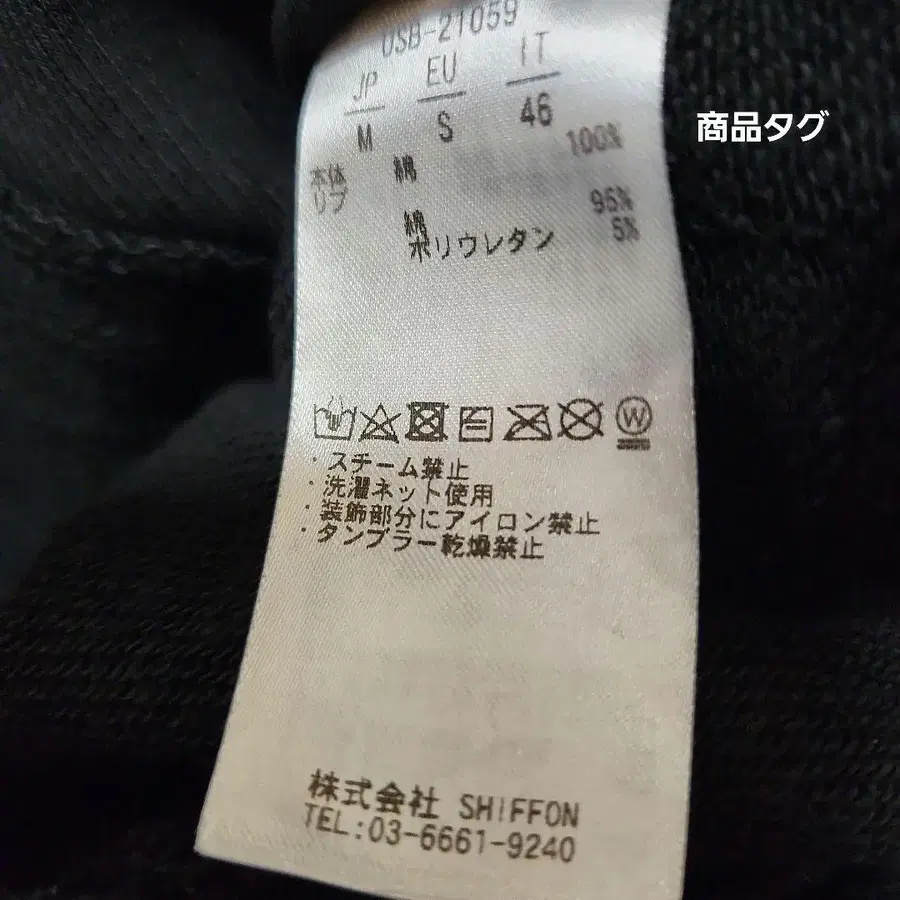 USB-21059
JP EU IT
M S 46
本体 綿 100%
リブ 綿 95%
ポリウレタン 5%
商品タグ
W
・スチーム禁止
・洗濯ネット使用
・装飾部分にアイロン禁止
・タンブラー乾燥禁止
株式会社 SHIFFON
TEL:03-6661-9240